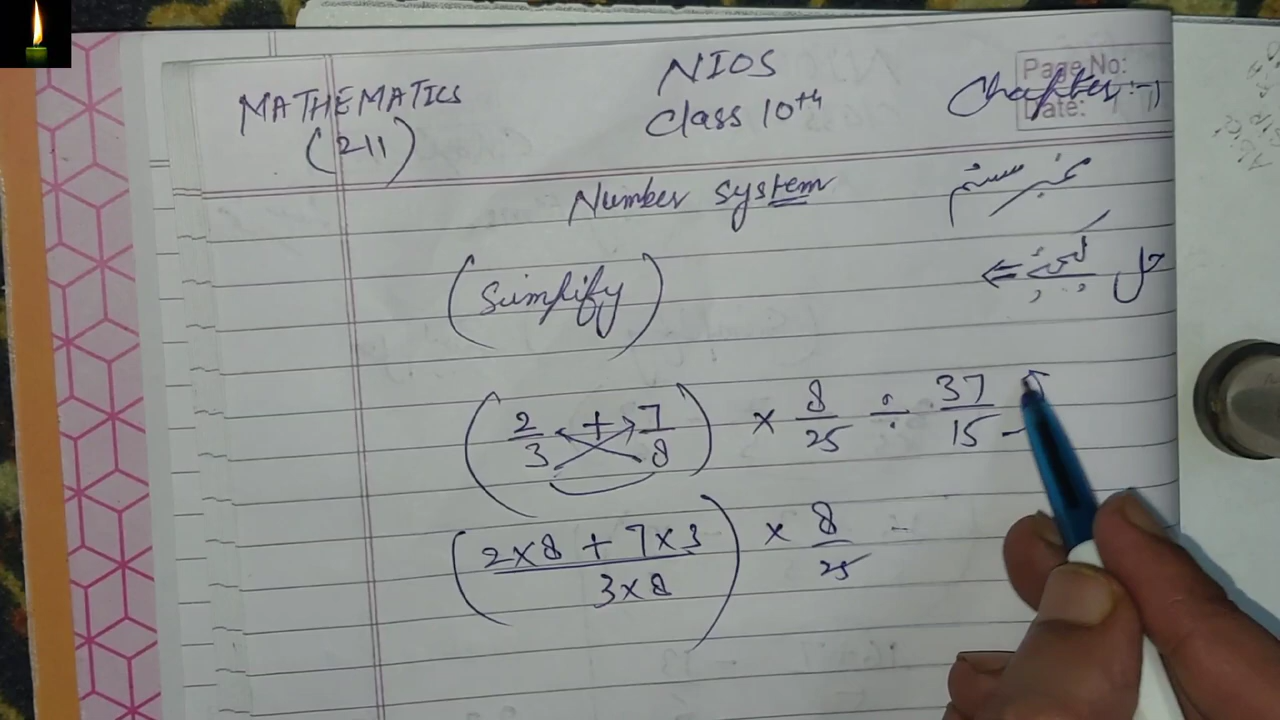 MATHEMATICS
(211)
NIOS
Class 10th
Page No:
Date:
Chapter :- 1
Number system
نمبر سسٹم
(Simplify)
حل کیجئے ⇐
(2/3 + 7/8) × 8/25 ÷ 37/15
(2×8 + 7×3 / 3×8) × 8/25 -